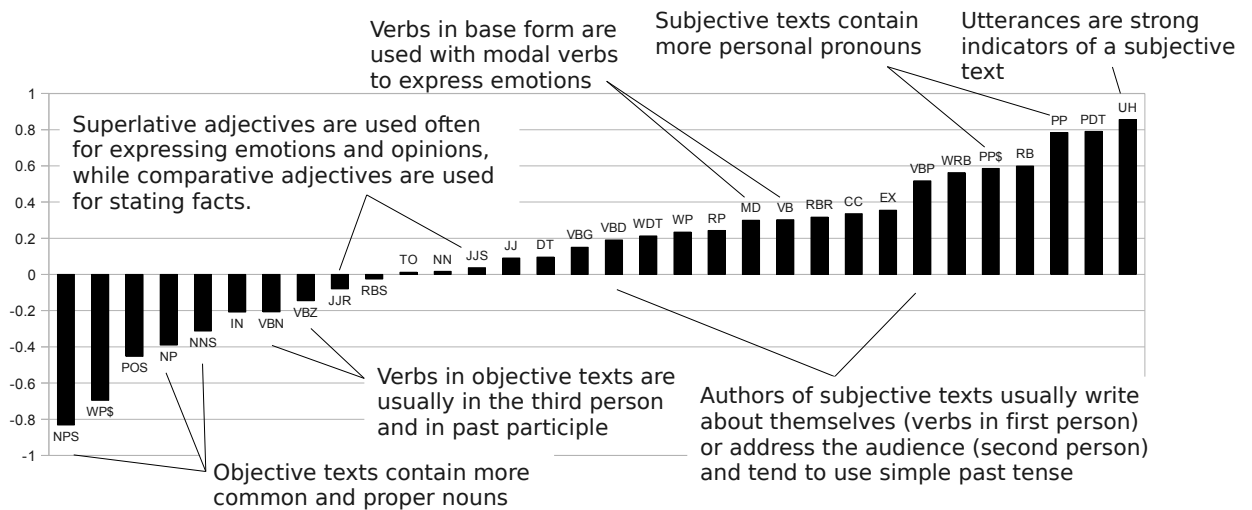 Verbs in base form are
used with modal verbs
to express emotions
Subjective texts contain
more personal pronouns
Utterances are strong
indicators of a subjective
text
Superlative adjectives are used often
for expressing emotions and opinions,
while comparative adjectives are used
for stating facts.
1
0.8
0.6
0.4
0.2
0
-0.2
-0.4
-0.6
-0.8
-1
NPS
WP$
POS
NP
NNS
IN
VBN
VBZ
JJR
RBS
TO
NN
JJS
JJ
DT
VBG
VBD
WDT
WP
RP
MD
VB
RBR
CC
EX
VBP
WRB
PP$
RB
PP
PDT
UH
Verbs in objective texts are
usually in the third person
and in past participle
Authors of subjective texts usually write
about themselves (verbs in first person)
or address the audience (second person)
and tend to use simple past tense
Objective texts contain more
common and proper nouns